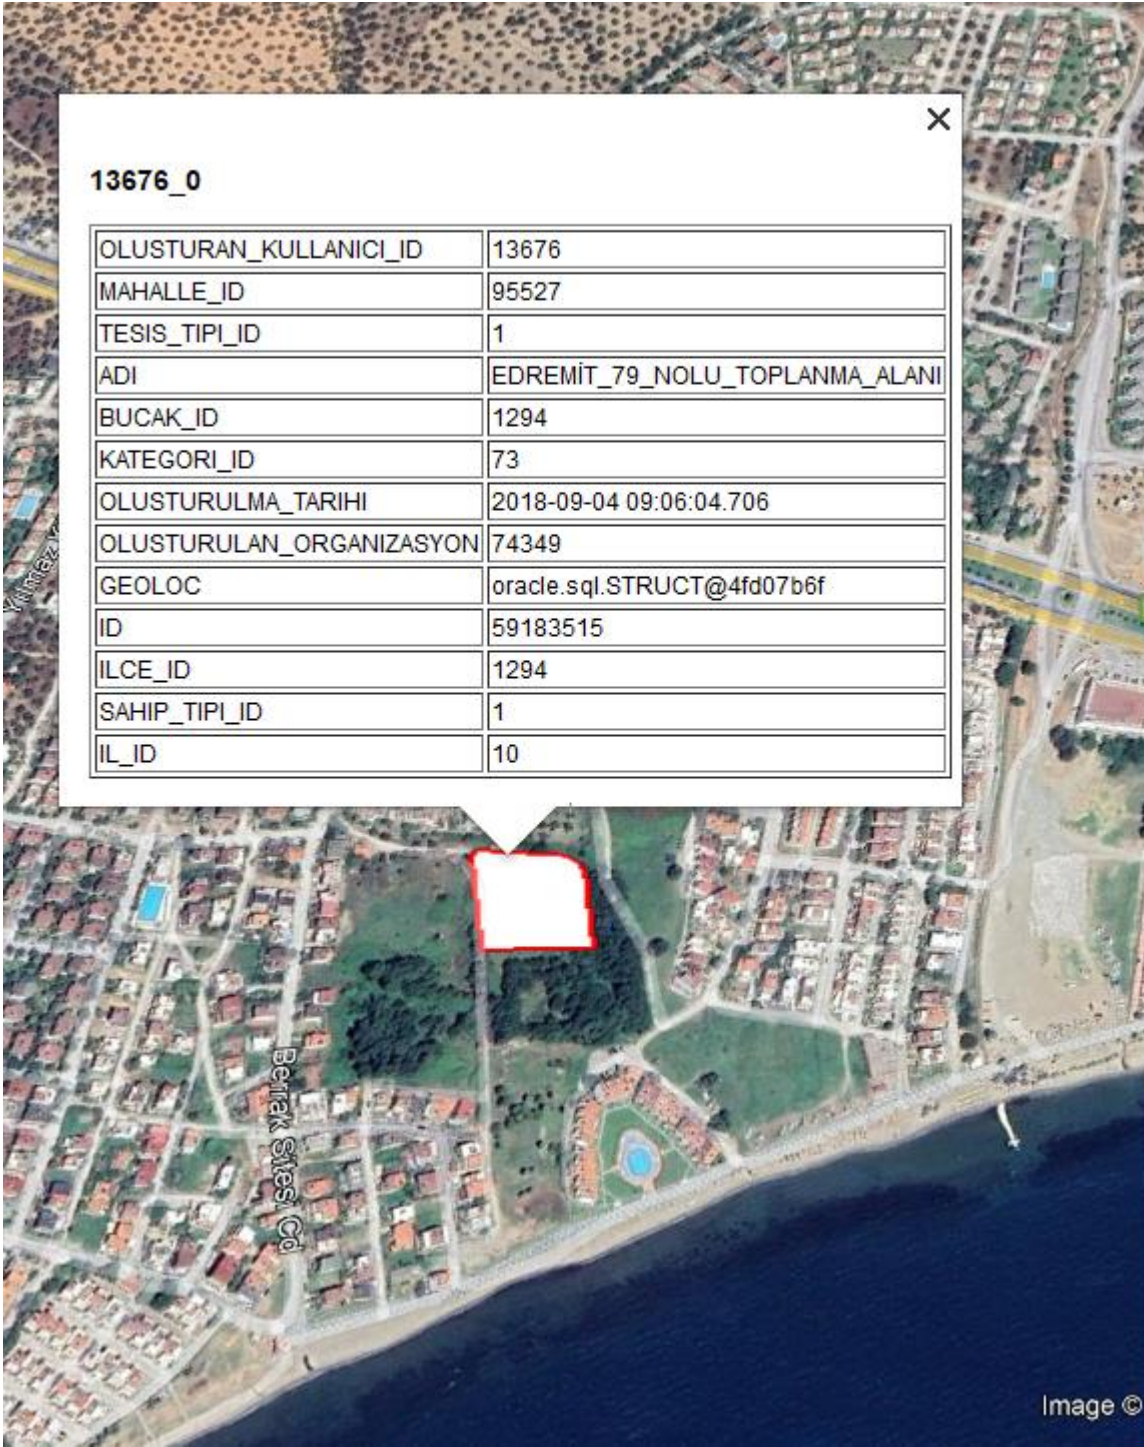 13676_0
OLUSTURAN_KULLANICI_ID 13676
MAHALLE_ID 95527
TESIS_TIPI_ID 1
ADI EDREMİT_79_NOLU_TOPLANMA_ALANI
BUCAK_ID 1294
KATEGORI_ID 73
OLUSTURULMA_TARIHI 2018-09-04 09:06:04.706
OLUSTURULAN_ORGANIZASYON 74349
GEOLOC oracle.sql.STRUCT@4fd07b6f
ID 59183515
ILCE_ID 1294
SAHIP_TIPI_ID 1
IL_ID 10
Yılmaz
Berrak Sitesi Cd
Image ©